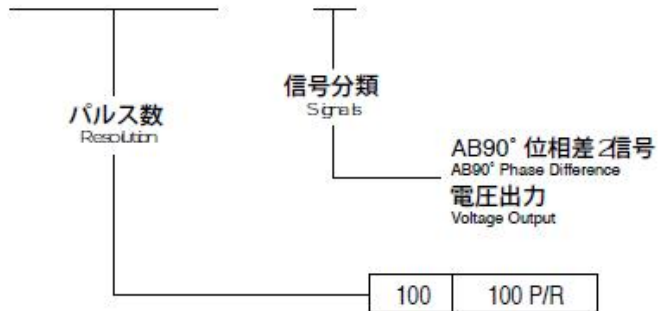 信号分類
Signals
パルス数
Resolution
AB90° 位相差2信号
AB90° Phase Difference
電圧出力
Voltage Output
100 100 P/R